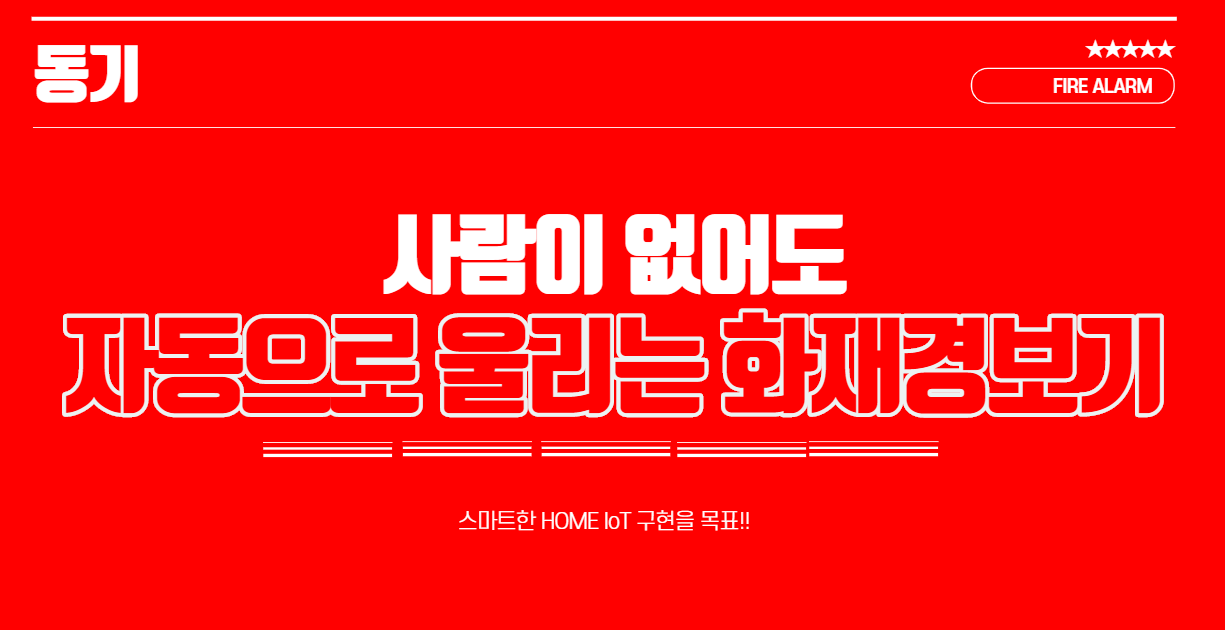 동기
★★★★★
FIRE ALARM
사람이 없어도
자동으로 울리는 화재경보기
스마트한 HOME IoT 구현을 목표!!